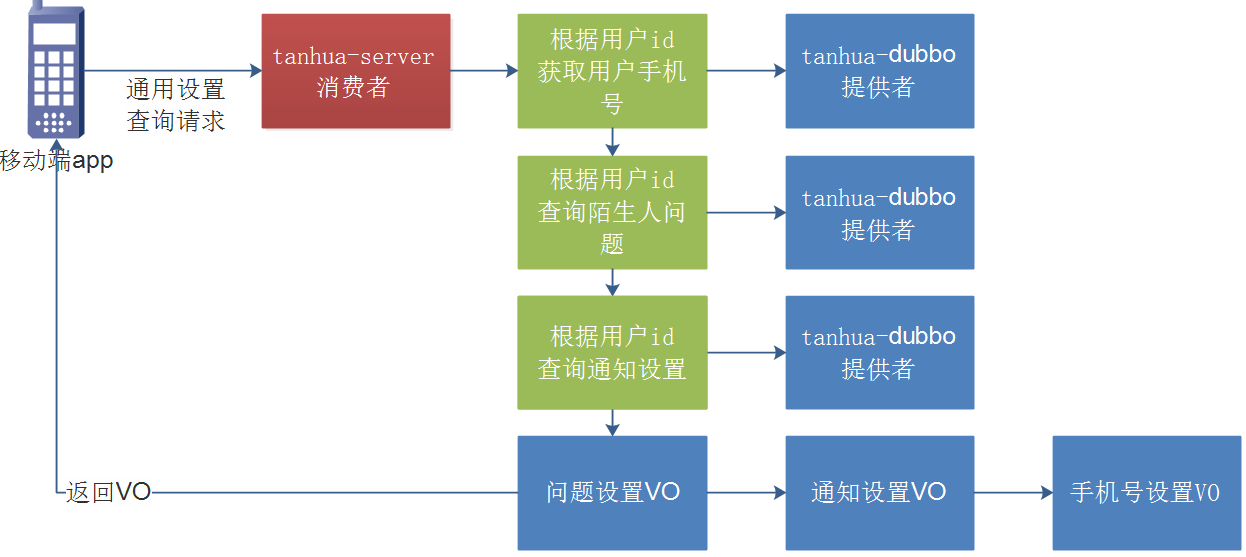 移动端app
通用设置
查询请求
tanhua-server
消费者
根据用户id
获取用户手机
号
tanhua-dubbo
提供者
根据用户id
查询陌生人问
题
tanhua-dubbo
提供者
根据用户id
查询通知设置
tanhua-dubbo
提供者
返回VO
问题设置VO
通知设置VO
手机号设置VO